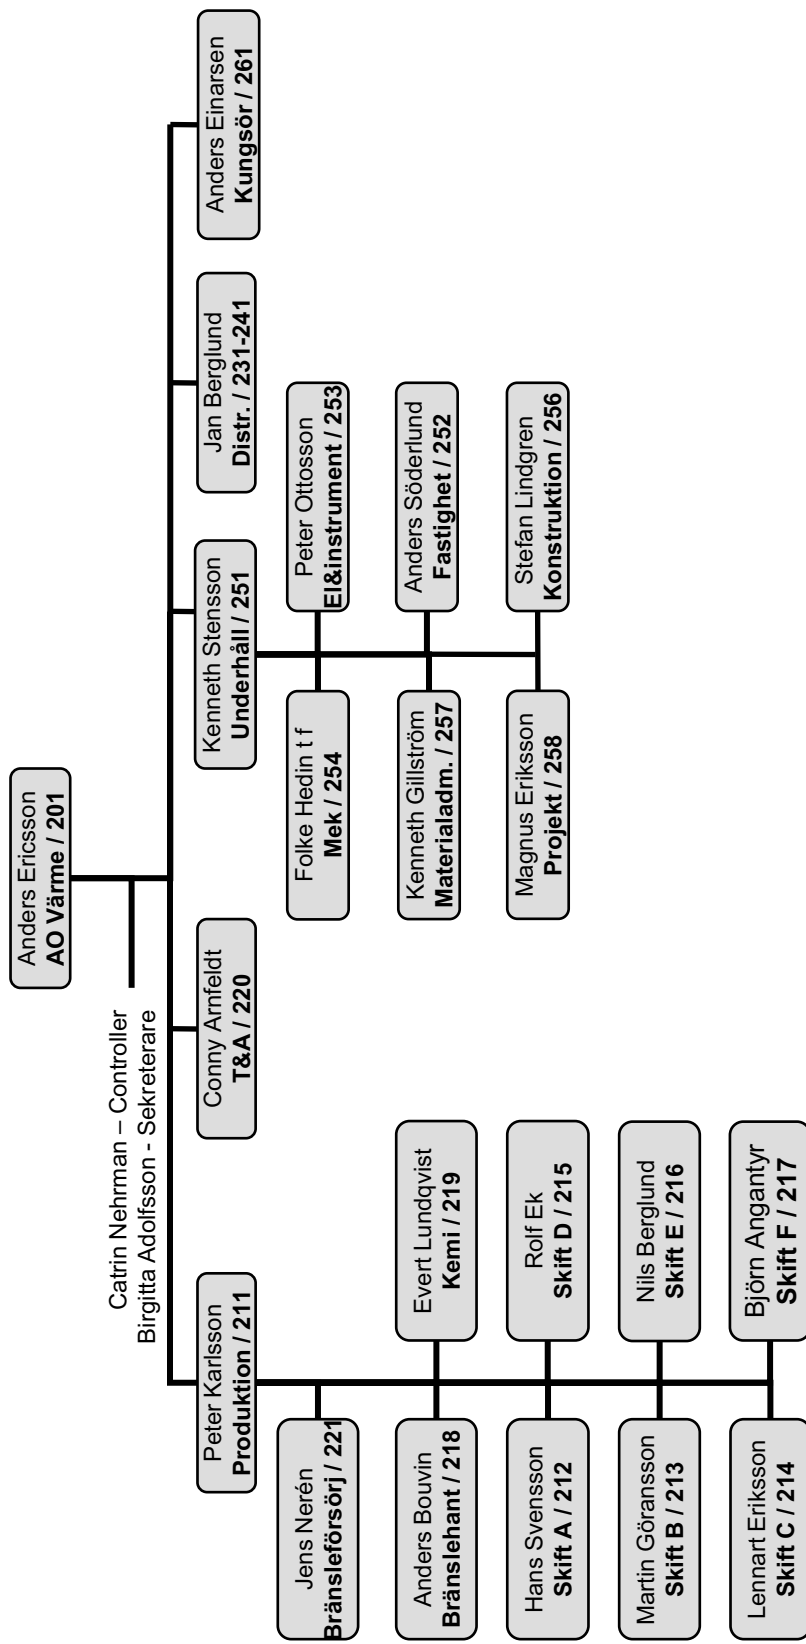 Anders Ericsson
AO Värme / 201
Catrin Nehrman – Controller
Birgitta Adolfsson - Sekreterare
Peter Karlsson
Produktion / 211
Conny Arnfeldt
T&A / 220
Kenneth Stensson
Underhåll / 251
Jan Berglund
Distr. / 231-241
Anders Einarsen
Kungsör / 261
Jens Nerén
Bränsleförsörj / 221
Anders Bouvin
Bränslehant / 218
Evert Lundqvist
Kemi / 219
Hans Svensson
Skift A / 212
Rolf Ek
Skift D / 215
Martin Göransson
Skift B / 213
Nils Berglund
Skift E / 216
Lennart Eriksson
Skift C / 214
Björn Angantyr
Skift F / 217
Folke Hedin t f
Mek / 254
Peter Ottosson
El&instrument / 253
Kenneth Gillström
Materialadm. / 257
Anders Söderlund
Fastighet / 252
Magnus Eriksson
Projekt / 258
Stefan Lindgren
Konstruktion / 256